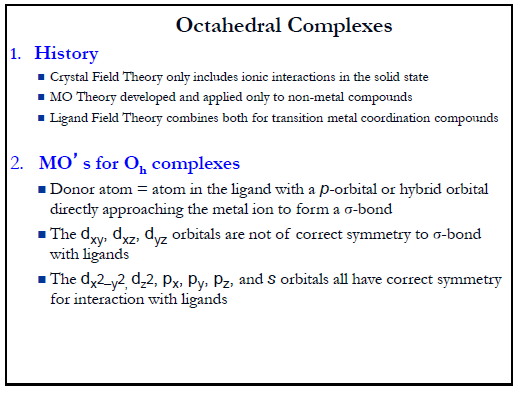 Octahedral Complexes
1. History
■ Crystal Field Theory only includes ionic interactions in the solid state
■ MO Theory developed and applied only to non-metal compounds
■ Ligand Field Theory combines both for transition metal coordination compounds
2. MO's for Oh complexes
■ Donor atom = atom in the ligand with a p-orbital or hybrid orbital
directly approaching the metal ion to form a σ-bond
■ The dxy, dxz, dyz orbitals are not of correct symmetry to σ-bond
with ligands
■ The dx2-y2, dz2, px, py, pz, and s orbitals all have correct symmetry
for interaction with ligands